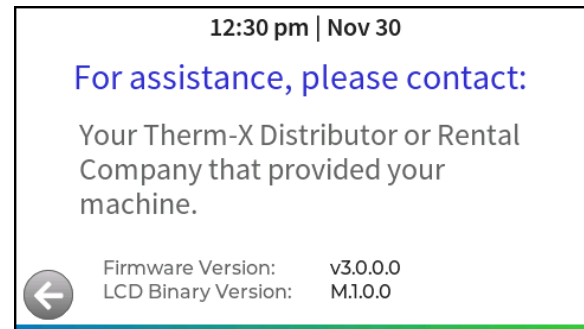 12:30 pm | Nov 30
For assistance, please contact:
Your Therm-X Distributor or Rental
Company that provided your
machine.
Firmware Version: v3.0.0.0
LCD Binary Version: M.1.0.0